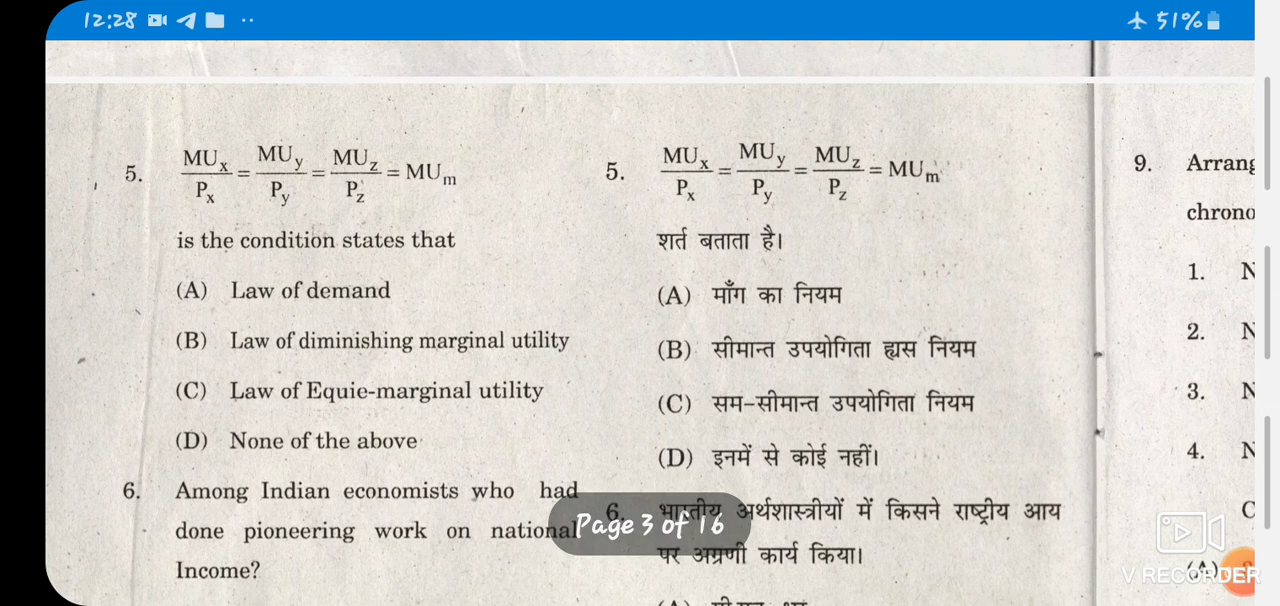 12:28
51%
5. MUx/Px = MUy/Py = MUz/Pz = MUm
is the condition states that
(A) Law of demand
(B) Law of diminishing marginal utility
(C) Law of Equie-marginal utility
(D) None of the above
6. Among Indian economists who had
done pioneering work on national
Income?
5. MUx/Px = MUy/Py = MUz/Pz = MUm
शर्त बताता है।
(A) माँग का नियम
(B) सीमान्त उपयोगिता ह्यस नियम
(C) सम-सीमान्त उपयोगिता नियम
(D) इनमें से कोई नहीं।
6. भारतीय अर्थशास्त्रीयों में किसने राष्ट्रीय आय
पर अग्रणी कार्य किया।
9. Arrang
chrono
1. N
2. N
3. N
4. N
C
(A)
Page 3 of 16
V RECORDER